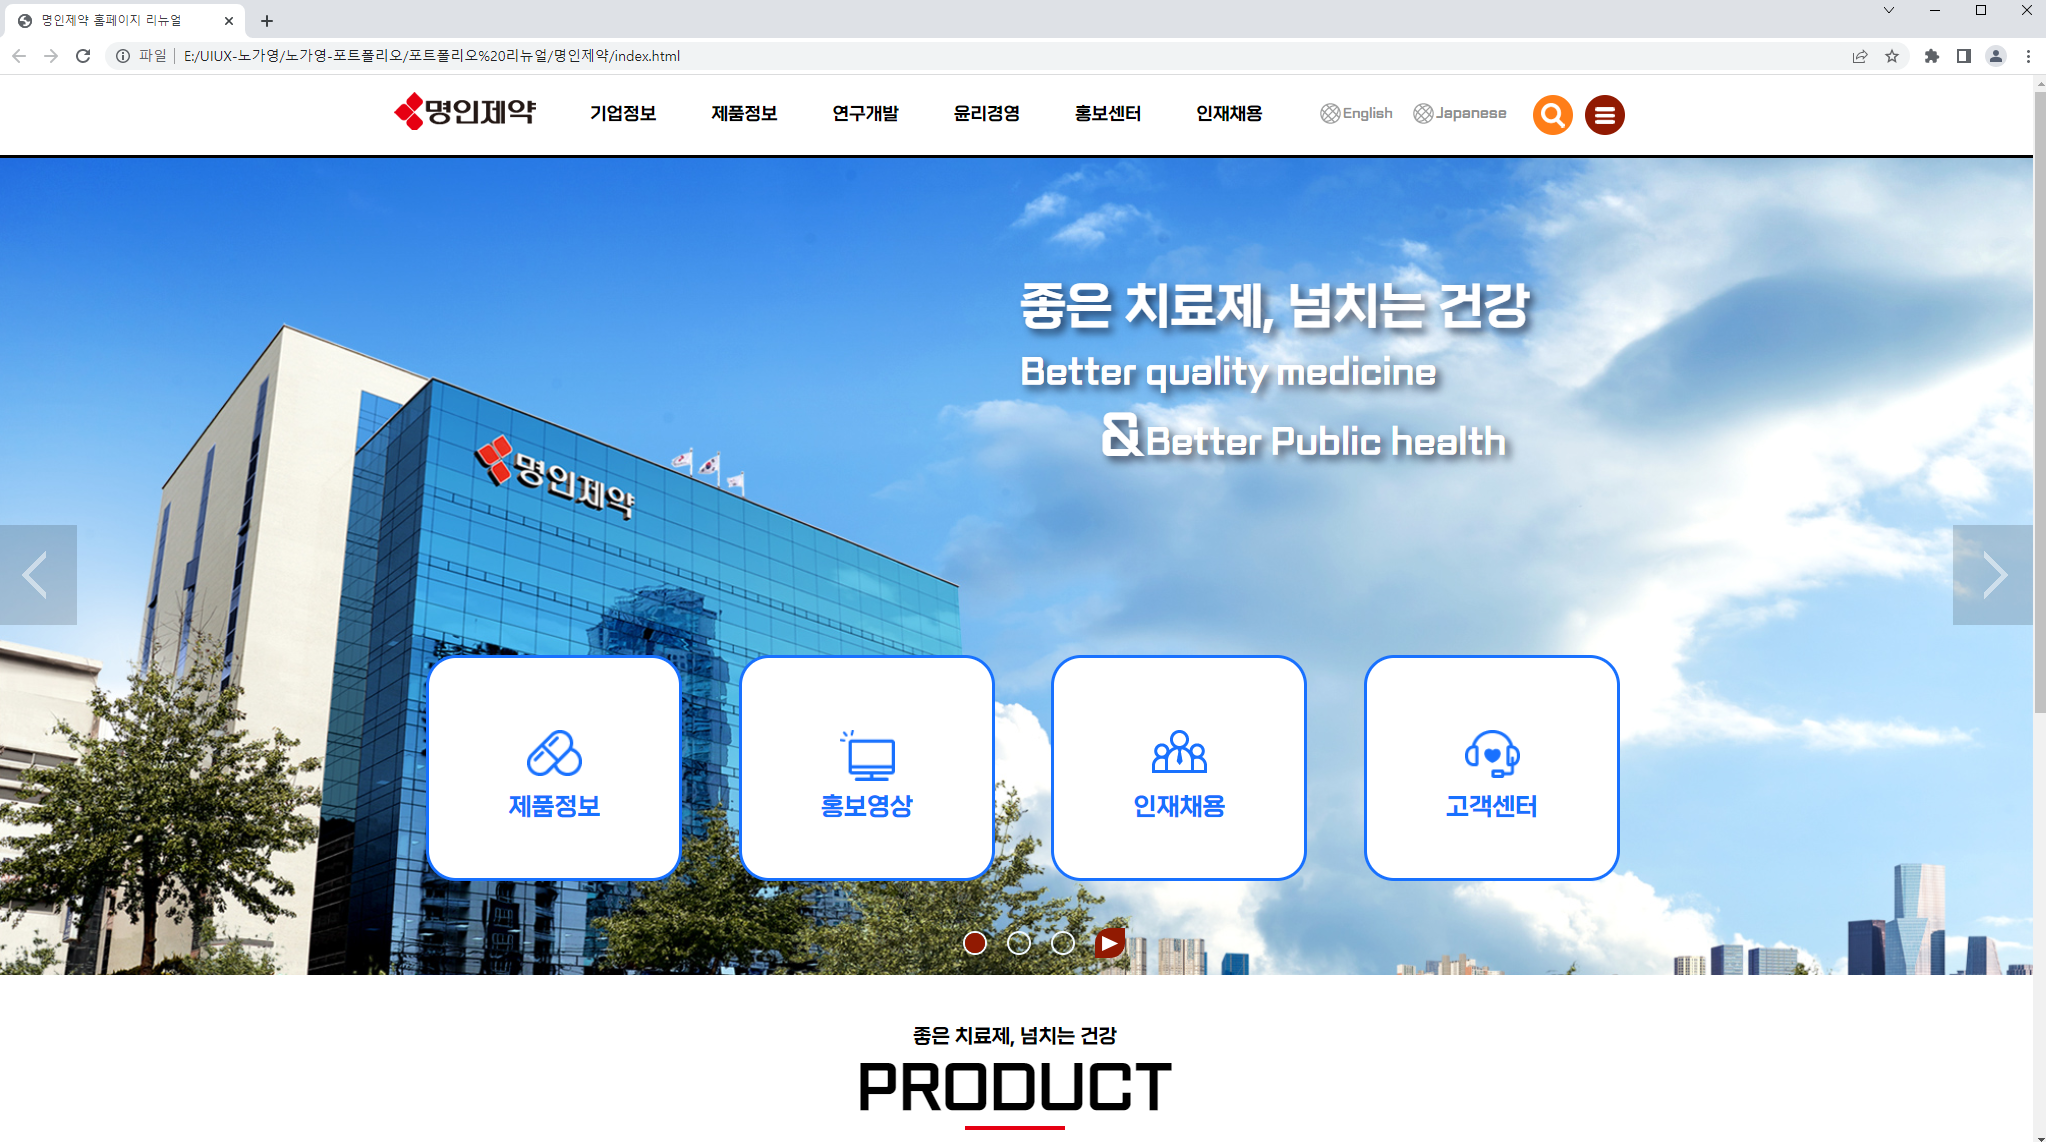 명인제약 홈페이지 리뉴얼
파일 | E:/UIUX-노가영/노가영-포트폴리오/포트폴리오%20리뉴얼/명인제약/index.html
명인제약 기업정보 제품정보 연구개발 윤리경영 홍보센터 인재채용 English Japanese
좋은 치료제, 넘치는 건강
Better quality medicine
& Better Public health
명인제약
제품정보 홍보영상 인재채용 고객센터
좋은 치료제, 넘치는 건강
PRODUCT